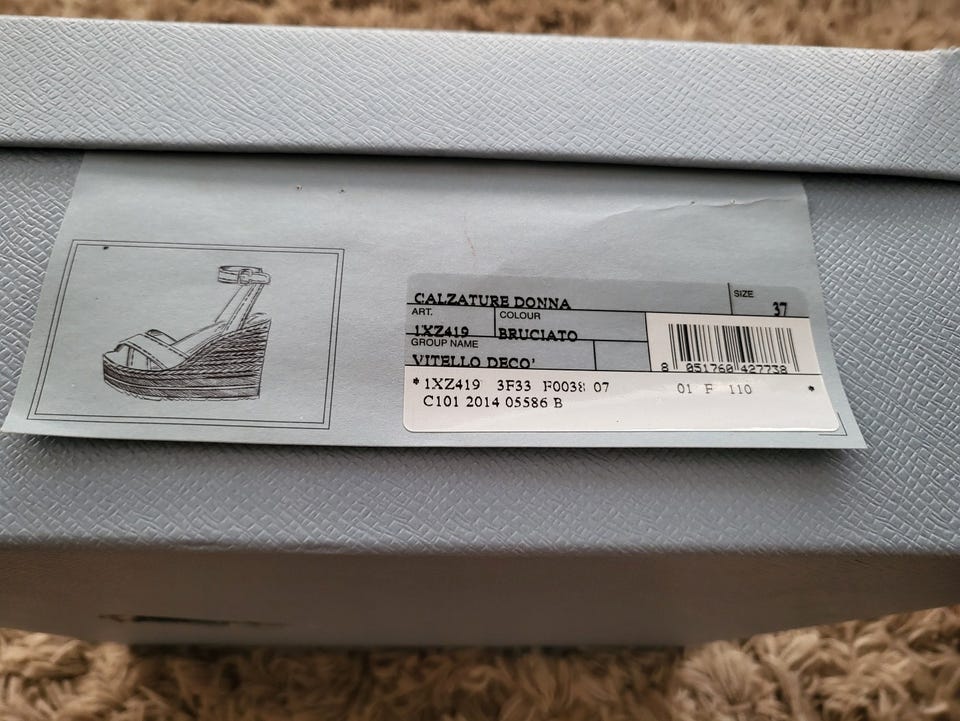 CALZATURE DONNA
SIZE
37
ART.
COLOUR
1XZ419
BRUCIATO
GROUP NAME
VITELLO DECO'
8 051760 427738
* 1XZ419 3F33 F0038 07 01 F 110 *
C101 2014 05586 B